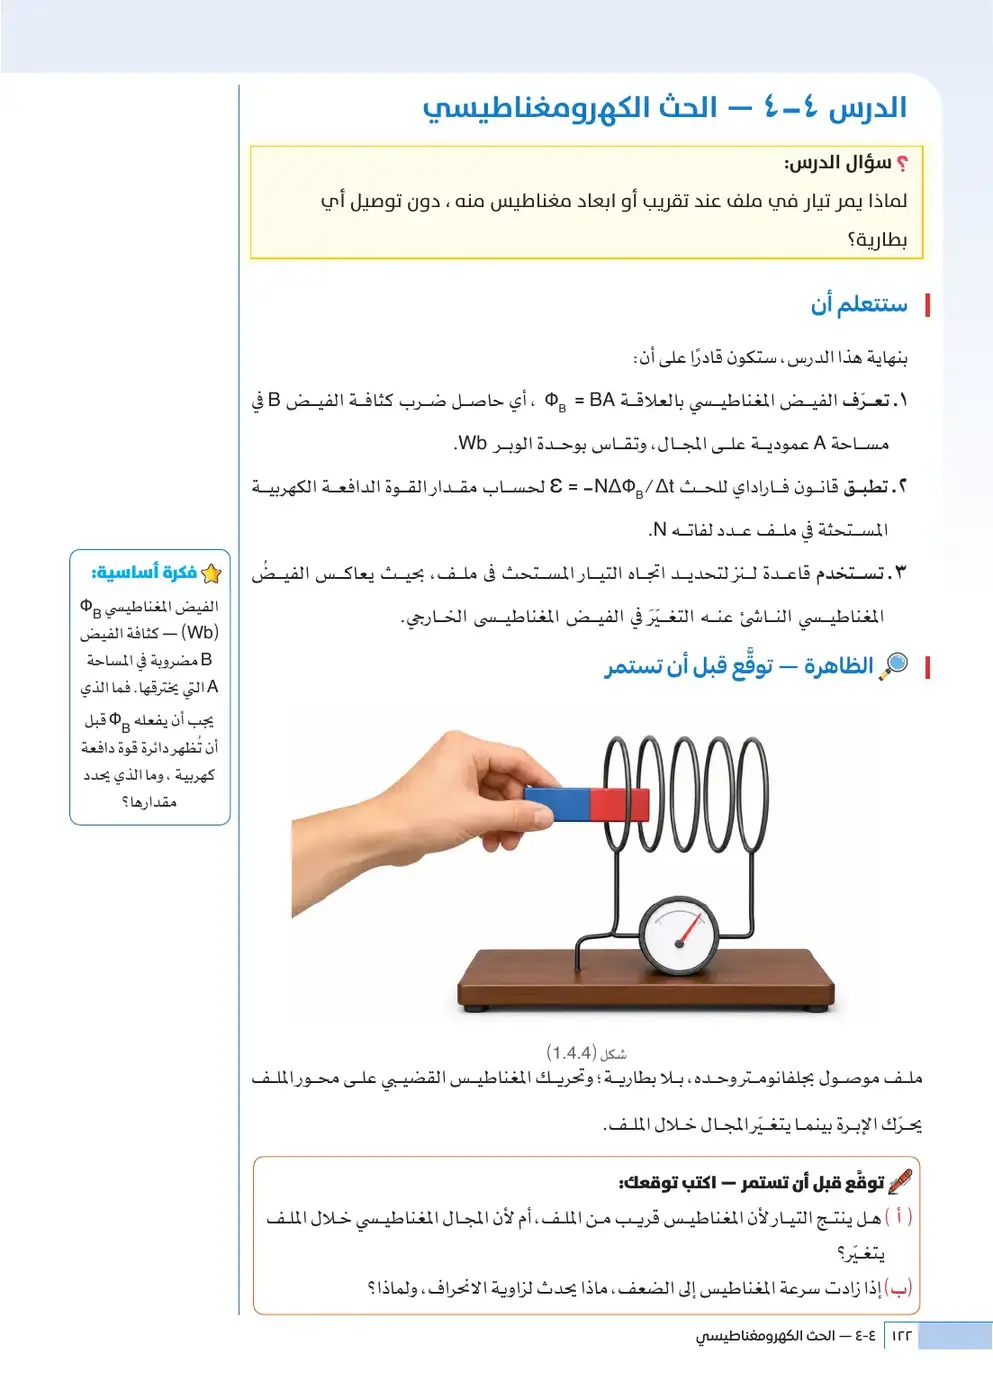 الدرس ٤-٤ — الحث الكهرومغناطيسي
؟ سؤال الدرس:
لماذا يمر تيار في ملف عند تقريب أو ابعاد مغناطيس منه ، دون توصيل أي
بطارية؟
ستتعلم أن
بنهاية هذا الدرس، ستكون قادرًا على أن:
١. تعرّف الفيض المغناطيسي بالعلاقة Φ_B = BA ، أي حاصل ضرب كثافة الفيض B في
مساحة A عمودية على المجال، وتقاس بوحدة الوبر Wb.
٢. تطبق قانون فاراداي للحث Ɛ = -NΔΦ_B/Δt لحساب مقدار القوة الدافعة الكهربية
المستحثة في ملف عدد لفاته N.
٣. تستخدم قاعدة لنز لتحديد اتجاه التيار المستحث فى ملف، بحيث يعاكس الفيضُ
المغناطيسي الناشئ عنه التغيّرَ في الفيض المغناطيسى الخارجي.
فكرة أساسية:
الفيض المغناطيسي Φ_B
(Wb) — كثافة الفيض
B مضروبة في المساحة
A التي يخترقها. فما الذي
يجب أن يفعله Φ_B قبل
أن تُظهر دائرة قوة دافعة
كهربية ، وما الذي يحدد
مقدارها؟
الظاهرة — توقَّع قبل أن تستمر
شكل (1.4.4)
ملف موصول بجلفانومتر وحده، بلا بطارية؛ وتحريك المغناطيس القضيبي على محور الملف
يحرّك الإبرة بينما يتغيّر المجال خلال الملف.
توقَّع قبل أن تستمر — اكتب توقعك:
(أ) هل ينتج التيار لأن المغناطيس قريب من الملف، أم لأن المجال المغناطيسي خلال الملف
يتغيّر؟
(ب) إذا زادت سرعة المغناطيس إلى الضعف، ماذا يحدث لزاوية الانحراف، ولماذا؟
١٢٢ ٤-٤ — الحث الكهرومغناطيسي